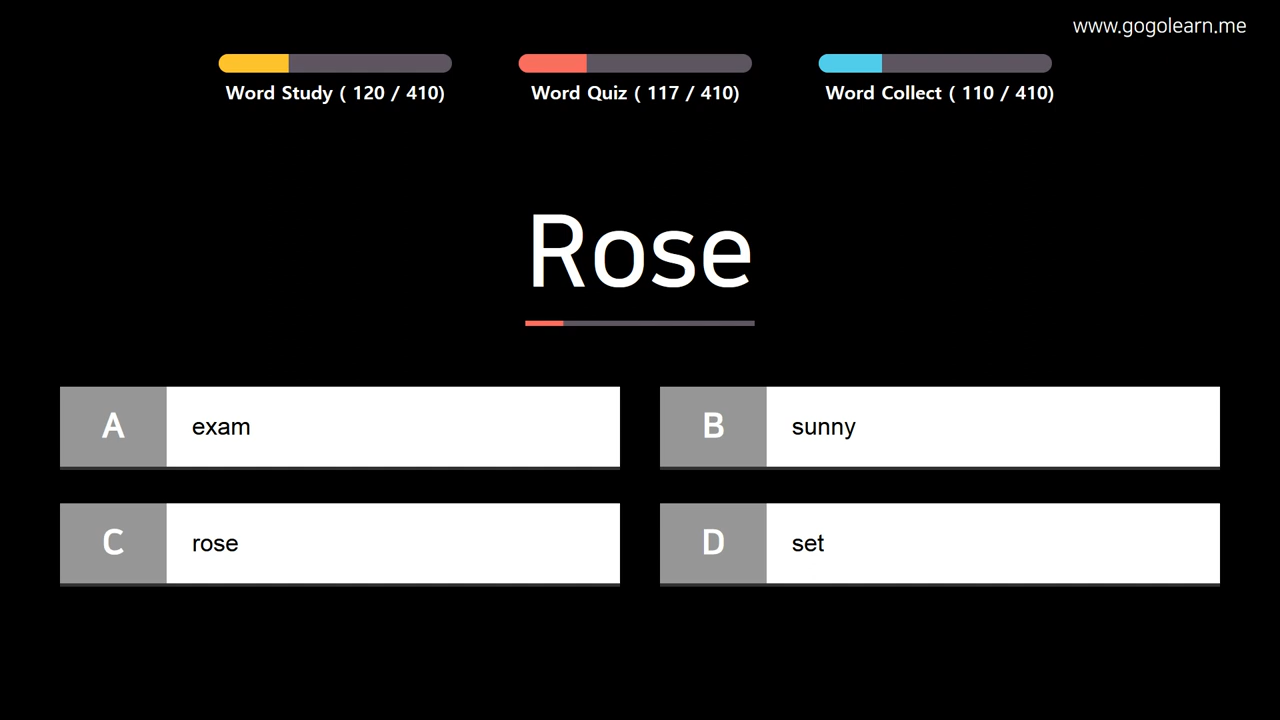 www.gogolearn.me
Word Study ( 120 / 410)
Word Quiz ( 117 / 410)
Word Collect ( 110 / 410)
Rose
A exam
B sunny
C rose
D set